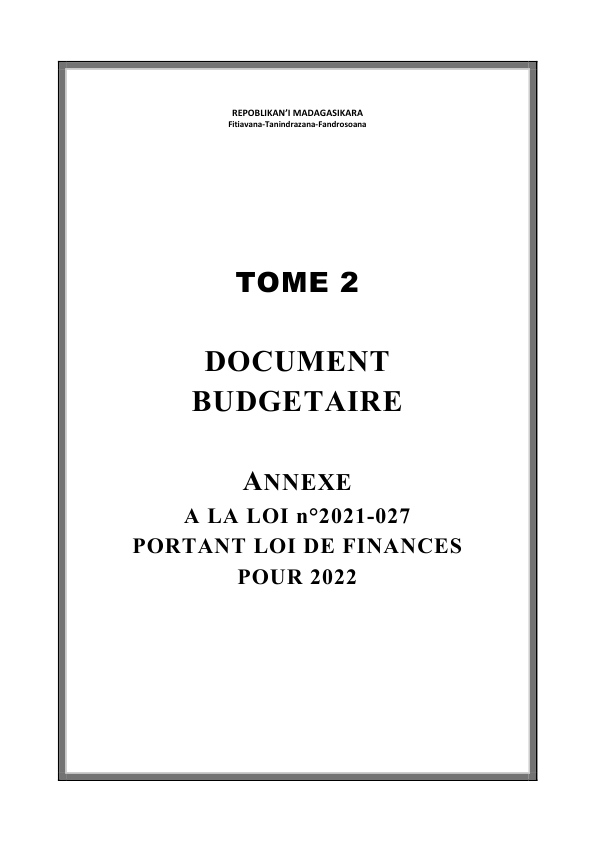 REPOBLIKAN'I MADAGASIKARA
Fitiavana-Tanindrazana-Fandrosoana
TOME 2
DOCUMENT
BUDGETAIRE
ANNEXE
A LA LOI n°2021-027
PORTANT LOI DE FINANCES
POUR 2022